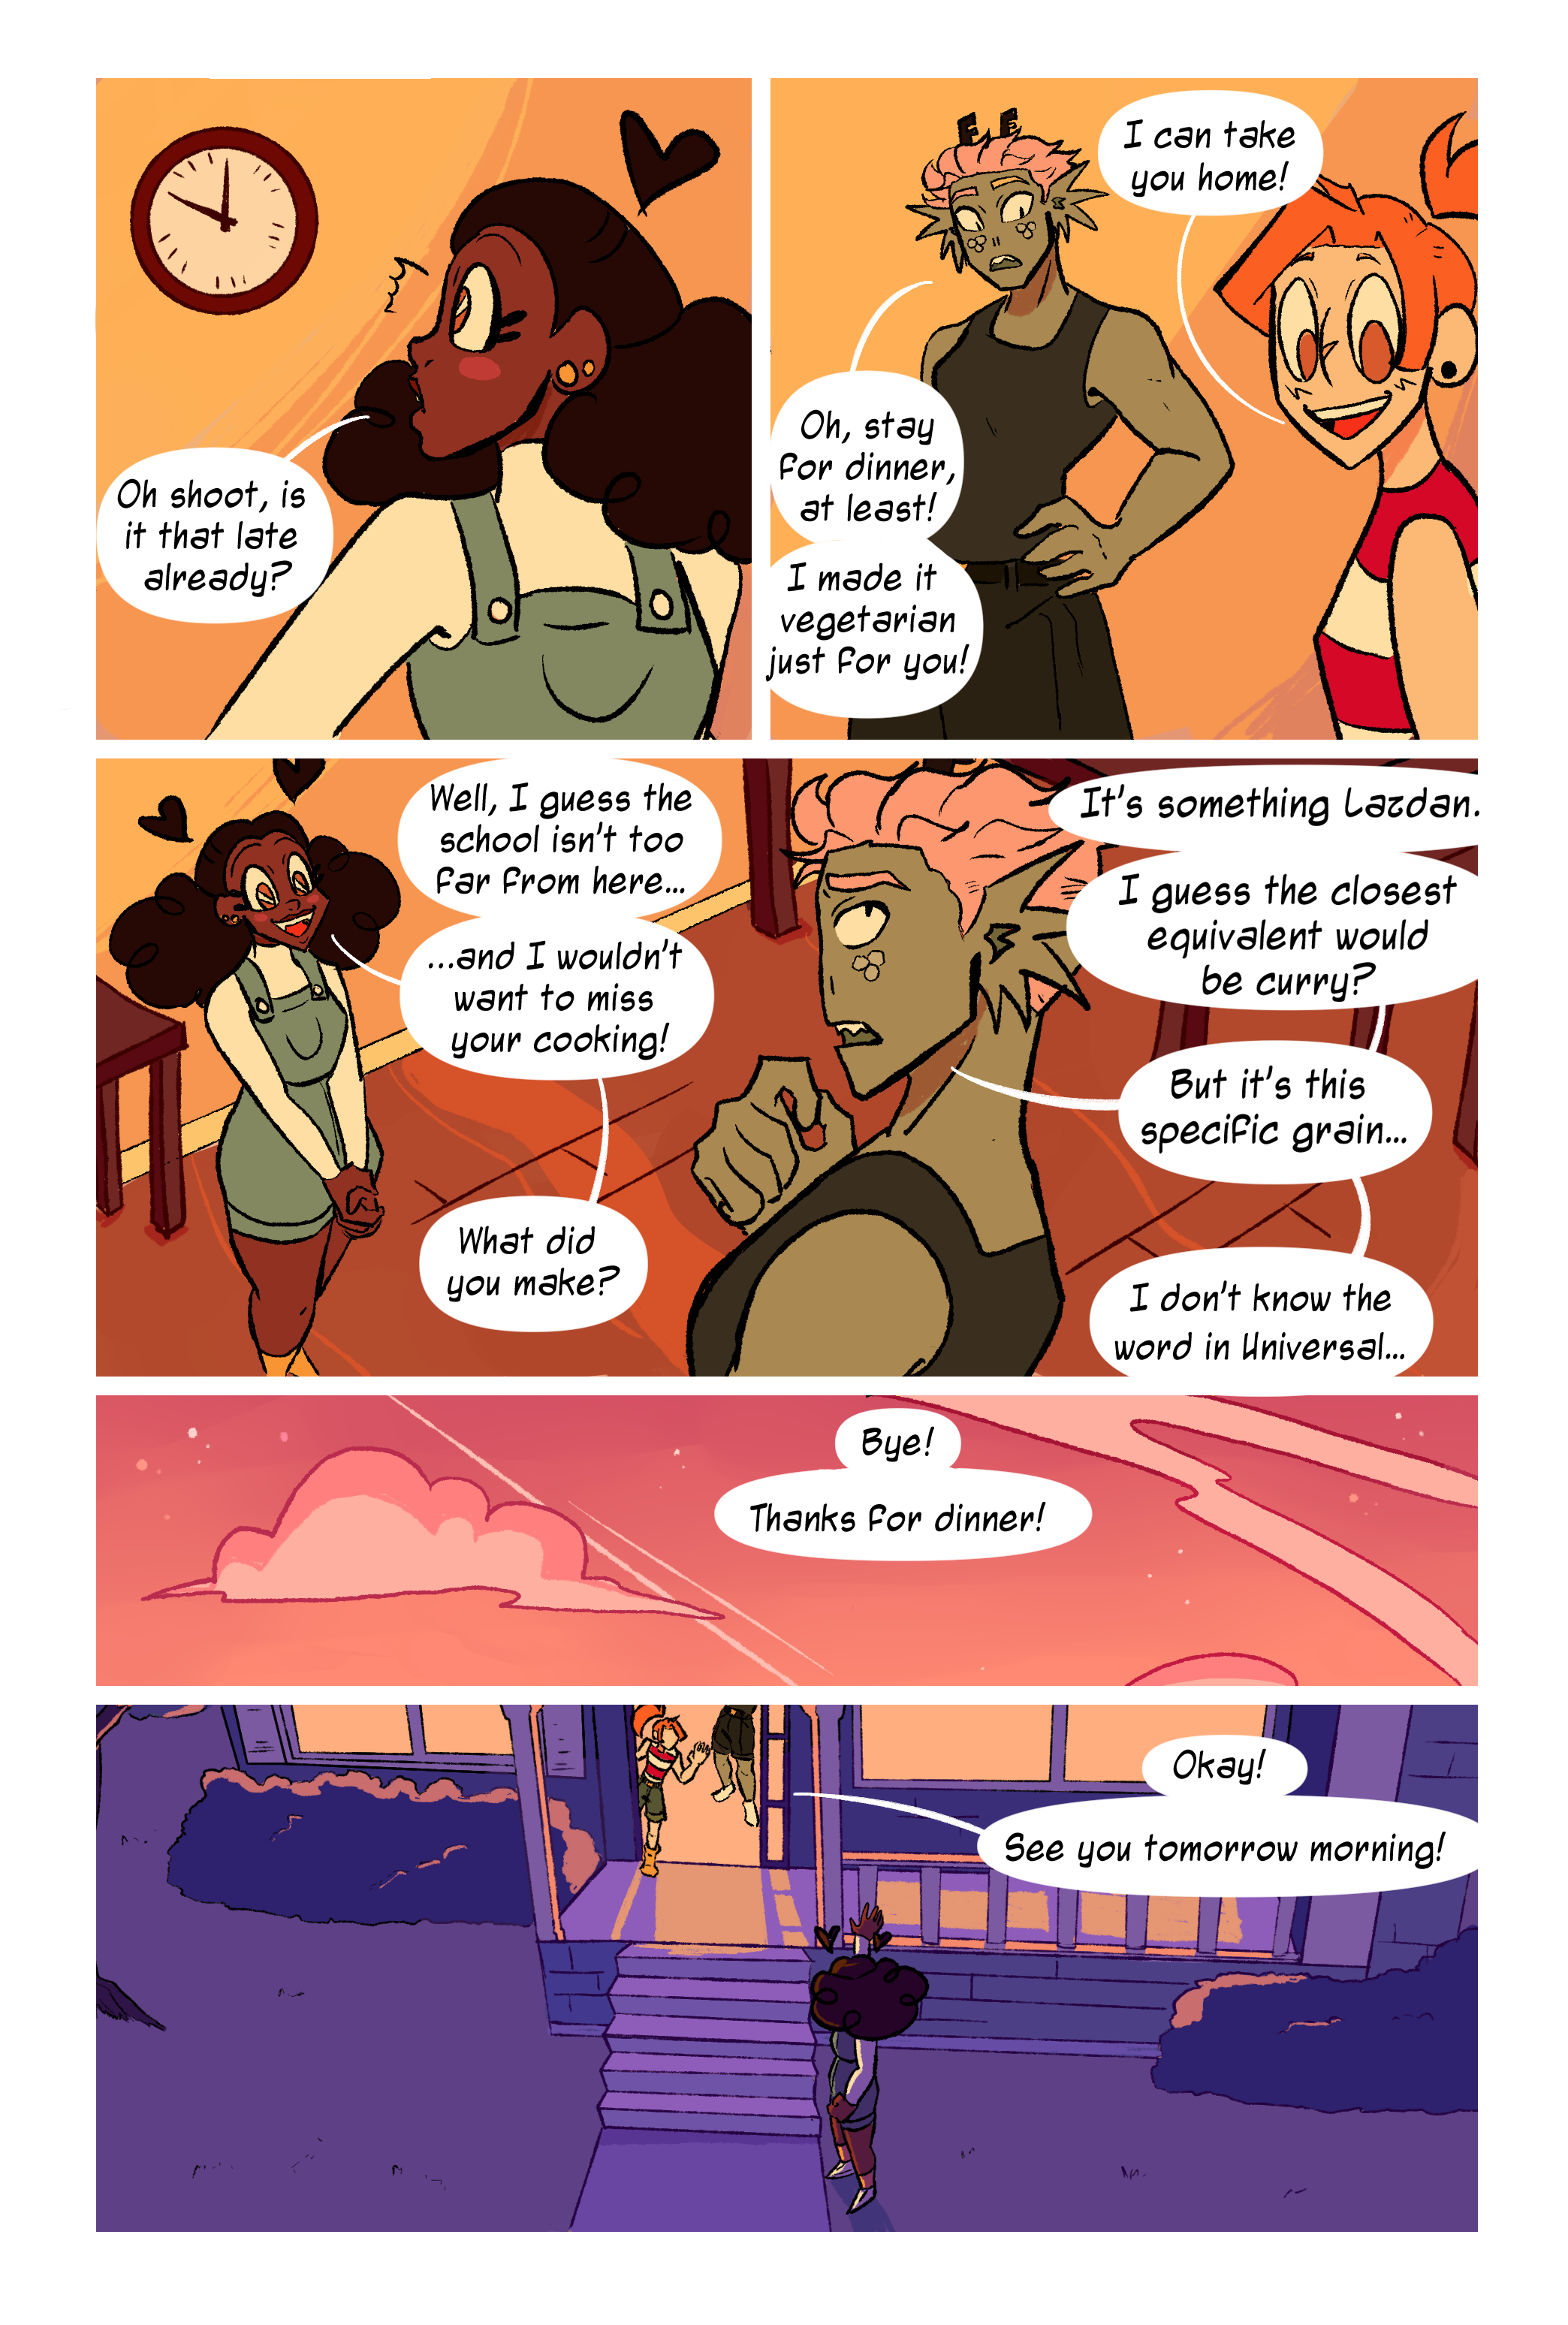 Oh shoot, is
it that late
already?
I can take
you home!
Oh, stay
for dinner,
at least!
I made it
vegetarian
just for you!
Well, I guess the
school isn't too
far from here...
...and I wouldn't
want to miss
your cooking!
What did
you make?
It's something Lazdan.
I guess the closest
equivalent would
be curry?
But it's this
specific grain...
I don't know the
word in Universal...
Bye!
Thanks for dinner!
Okay!
See you tomorrow morning!